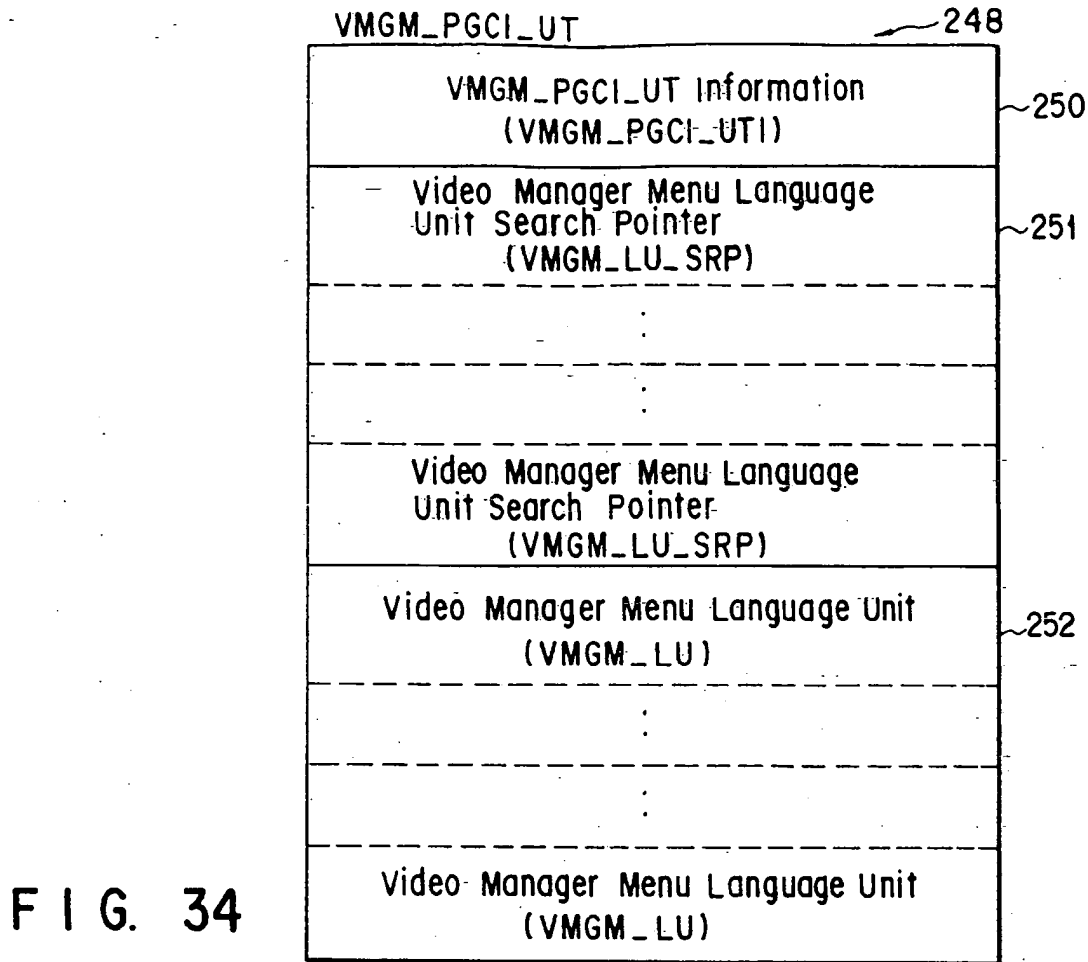 VMGM_PGCI_UT
248
VMGM_PGCI_UT Information
(VMGM_PGCI_UTI)
250
Video Manager Menu Language
Unit Search Pointer
(VMGM_LU_SRP)
251
Video Manager Menu Language
Unit Search Pointer
(VMGM_LU_SRP)
Video Manager Menu Language Unit
(VMGM_LU)
252
Video Manager Menu Language Unit
(VMGM_LU)
FIG. 34